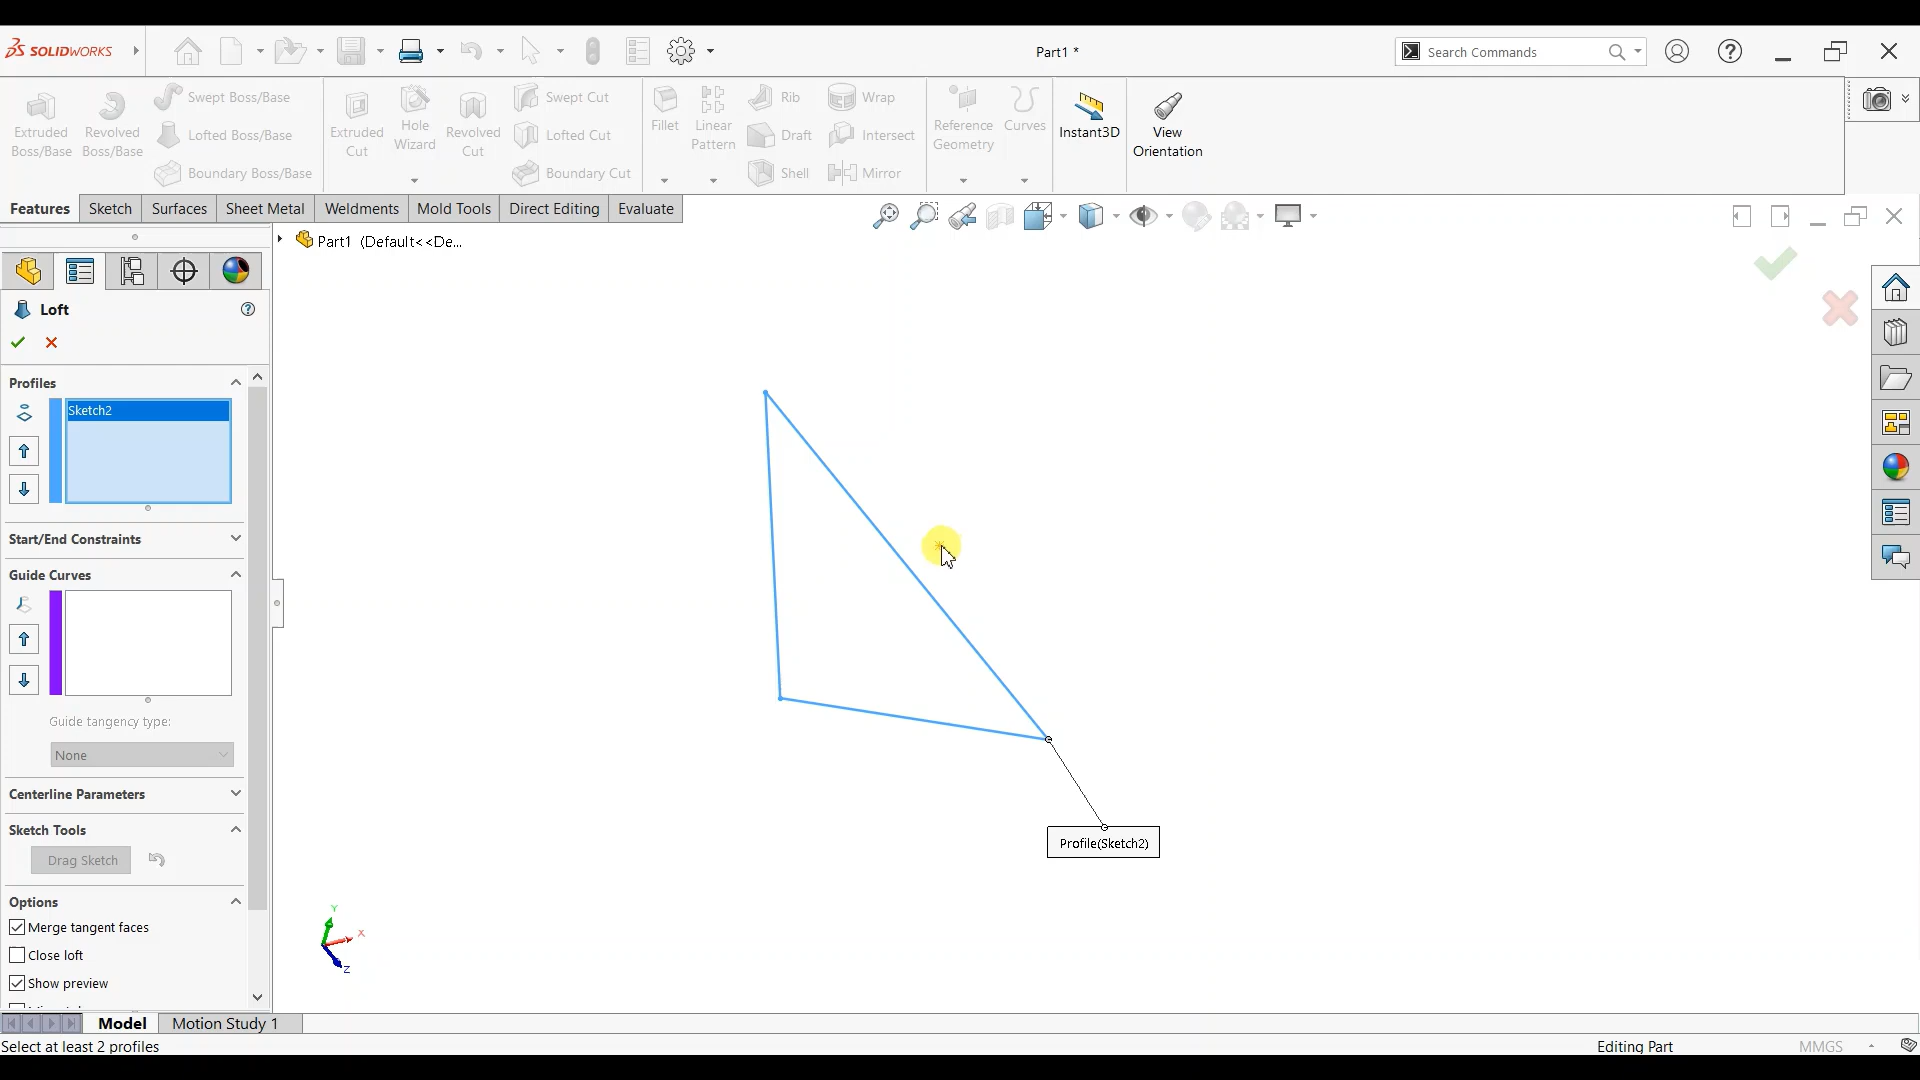 SOLIDWORKS
Part1 *
Search Commands
Extruded
Boss/Base
Revolved
Boss/Base
Swept Boss/Base
Lofted Boss/Base
Boundary Boss/Base
Extruded
Cut
Hole
Wizard
Revolved
Cut
Swept Cut
Lofted Cut
Boundary Cut
Fillet
Linear
Pattern
Rib
Draft
Shell
Wrap
Intersect
Mirror
Reference
Geometry
Curves
Instant3D
View
Orientation
Features
Sketch
Surfaces
Sheet Metal
Weldments
Mold Tools
Direct Editing
Evaluate
Part1 (Default<<De...
Loft
Profiles
Sketch2
Start/End Constraints
Guide Curves
Guide tangency type:
None
Centerline Parameters
Sketch Tools
Drag Sketch
Options
Merge tangent faces
Close loft
Show preview
Profile(Sketch2)
Y
X
Z
Model
Motion Study 1
Select at least 2 profiles
Editing Part
MMGS